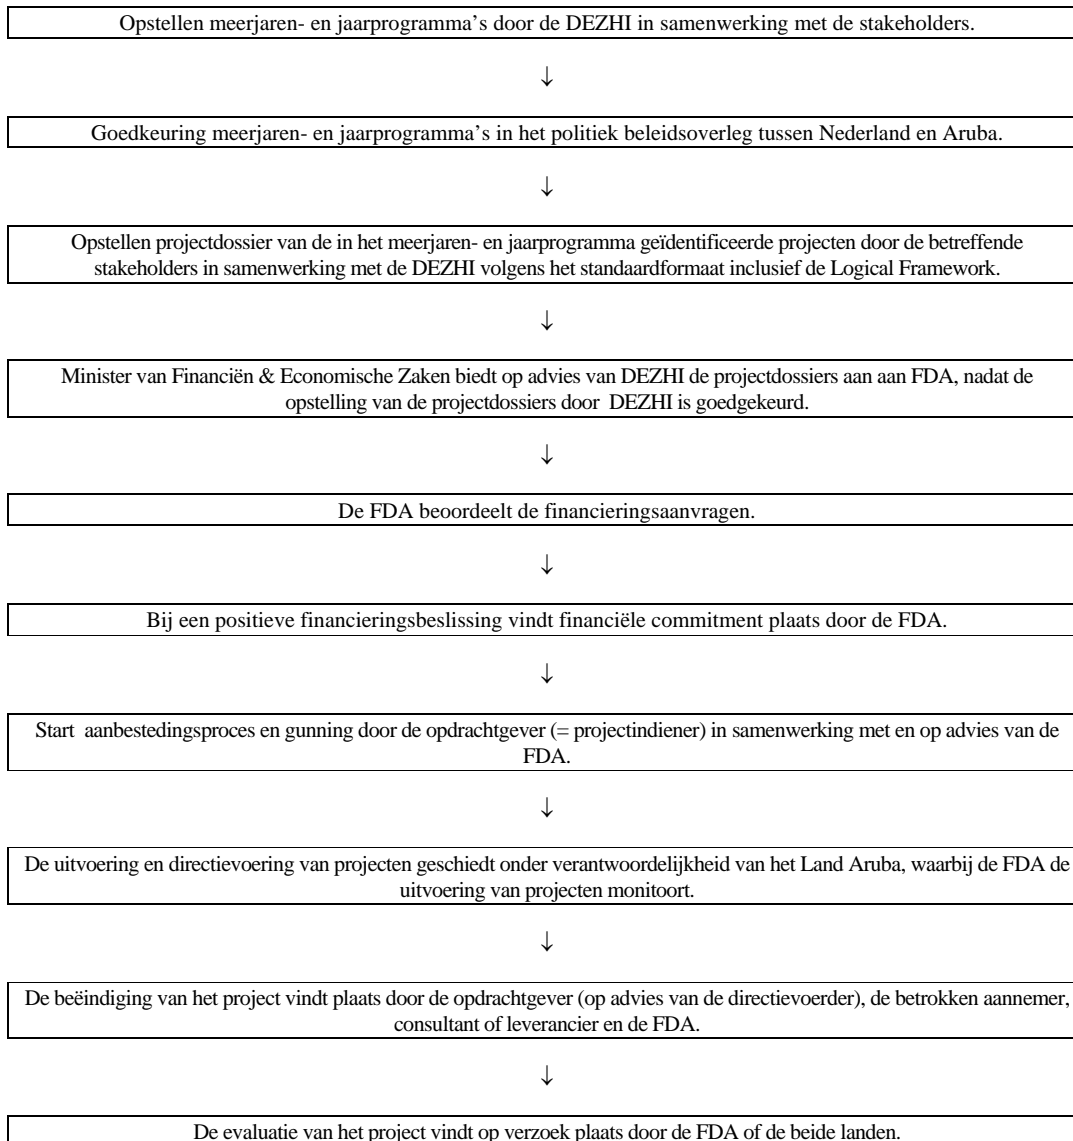 Opstellen meerjaren- en jaarprogramma's door de DEZHI in samenwerking met de stakeholders.
↓
Goedkeuring meerjaren- en jaarprogramma's in het politiek beleidsoverleg tussen Nederland en Aruba.
↓
Opstellen projectdossier van de in het meerjaren- en jaarprogramma geïdentificeerde projecten door de betreffende
stakeholders in samenwerking met de DEZHI volgens het standaardformaat inclusief de Logical Framework.
↓
Minister van Financiën & Economische Zaken biedt op advies van DEZHI de projectdossiers aan aan FDA, nadat de
opstelling van de projectdossiers door DEZHI is goedgekeurd.
↓
De FDA beoordeelt de financieringsaanvragen.
↓
Bij een positieve financieringsbeslissing vindt financiële commitment plaats door de FDA.
↓
Start aanbestedingsproces en gunning door de opdrachtgever (= projectindiener) in samenwerking met en op advies van de
FDA.
↓
De uitvoering en directievoering van projecten geschiedt onder verantwoordelijkheid van het Land Aruba, waarbij de FDA de
uitvoering van projecten monitoort.
↓
De beëindiging van het project vindt plaats door de opdrachtgever (op advies van de directievoerder), de betrokken aannemer,
consultant of leverancier en de FDA.
↓
De evaluatie van het project vindt op verzoek plaats door de FDA of de beide landen.